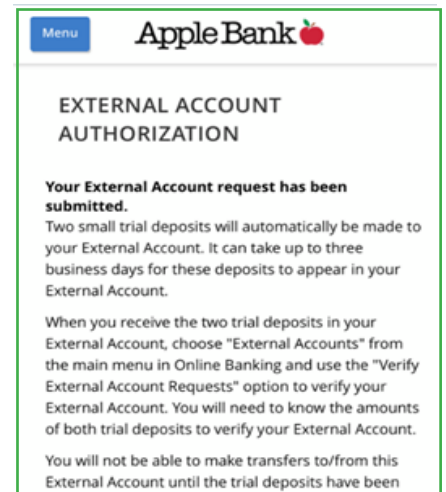 Menu
Apple Bank
EXTERNAL ACCOUNT
AUTHORIZATION
Your External Account request has been
submitted.
Two small trial deposits will automatically be made to
your External Account. It can take up to three
business days for these deposits to appear in your
External Account.
When you receive the two trial deposits in your
External Account, choose "External Accounts" from
the main menu in Online Banking and use the "Verify
External Account Requests" option to verify your
External Account. You will need to know the amounts
of both trial deposits to verify your External Account.
You will not be able to make transfers to/from this
External Account until the trial deposits have been